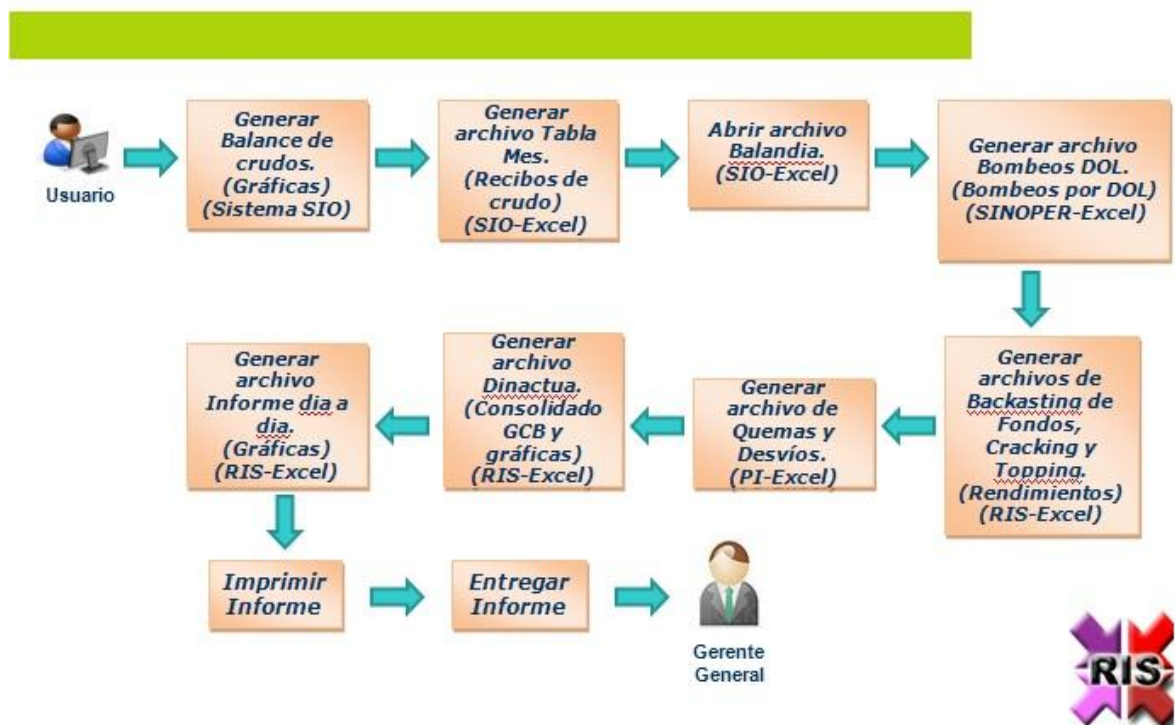 Usuario
Generar
Balance de
crudos.
(Gráficas)
(Sistema SIO)
Generar
archivo Tabla
Mes.
(Recibos de
crudo)
(SIO-Excel)
Abrir archivo
Balandia.
(SIO-Excel)
Generar archivo
Bombeos DOL.
(Bombeos por DOL)
(SINOPER-Excel)
Generar
archivos de
Backasting de
Fondos,
Cracking y
Topping.
(Rendimientos)
(RIS-Excel)
Generar
archivo de
Quemas y
Desvíos.
(PI-Excel)
Generar
archivo
Dinactua.
(Consolidado
GCB y
gráficas)
(RIS-Excel)
Generar
archivo
Informe dia a
dia.
(Gráficas)
(RIS-Excel)
Imprimir
Informe
Entregar
Informe
Gerente
General
RIS